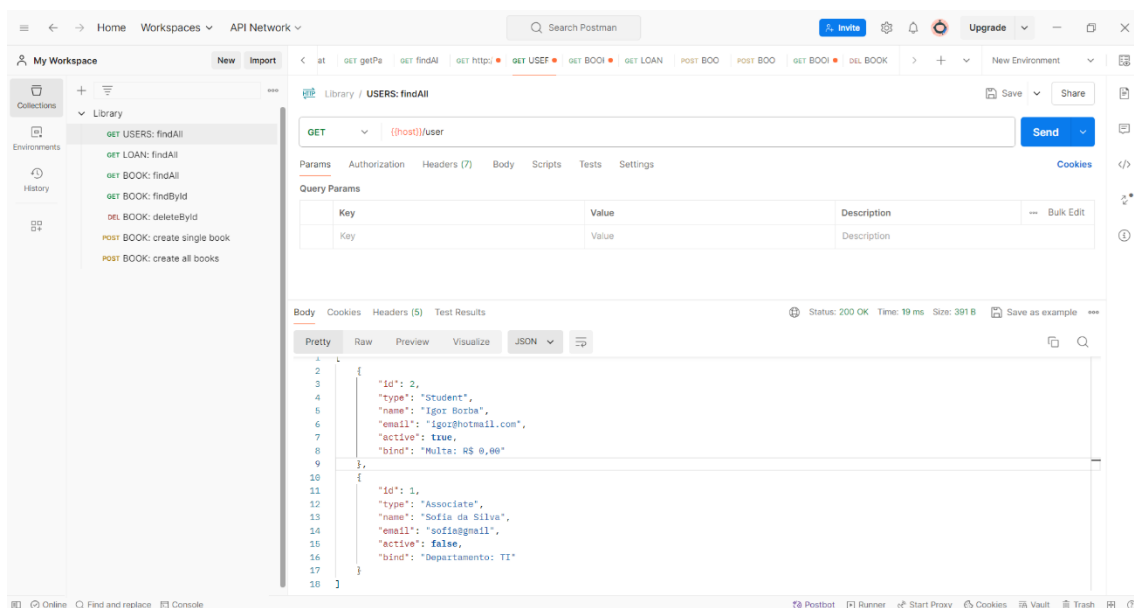 Home Workspaces API Network Search Postman Invite Upgrade
My Workspace New Import
at GET getPa GET findAl GET http:/ GET USEF GET BOOI GET LOAN POST BOO POST BOO GET BOOI DEL BOOK New Environment
Collections
Environments
History
Library
GET USERS: findAll
GET LOAN: findAll
GET BOOK: findAll
GET BOOK: findById
DEL BOOK: deleteById
POST BOOK: create single book
POST BOOK: create all books
HTTP Library / USERS: findAll Save Share
GET {{host}}/user Send
Params Authorization Headers (7) Body Scripts Tests Settings Cookies
Query Params
Key Value Description Bulk Edit
Key Value Description
Body Cookies Headers (5) Test Results Status: 200 OK Time: 19 ms Size: 391 B Save as example
Pretty Raw Preview Visualize JSON
1 [
2 {
3 "id": 2,
4 "type": "Student",
5 "name": "Igor Borba",
6 "email": "igor@hotmail.com",
7 "active": true,
8 "bind": "Multa: R$ 0,00"
9 },
10 {
11 "id": 1,
12 "type": "Associate",
13 "name": "Sofia da Silva",
14 "email": "sofia@gmail",
15 "active": false,
16 "bind": "Departamento: TI"
17 }
18 ]
Online Find and replace Console Postbot Runner Start Proxy Cookies Vault Trash